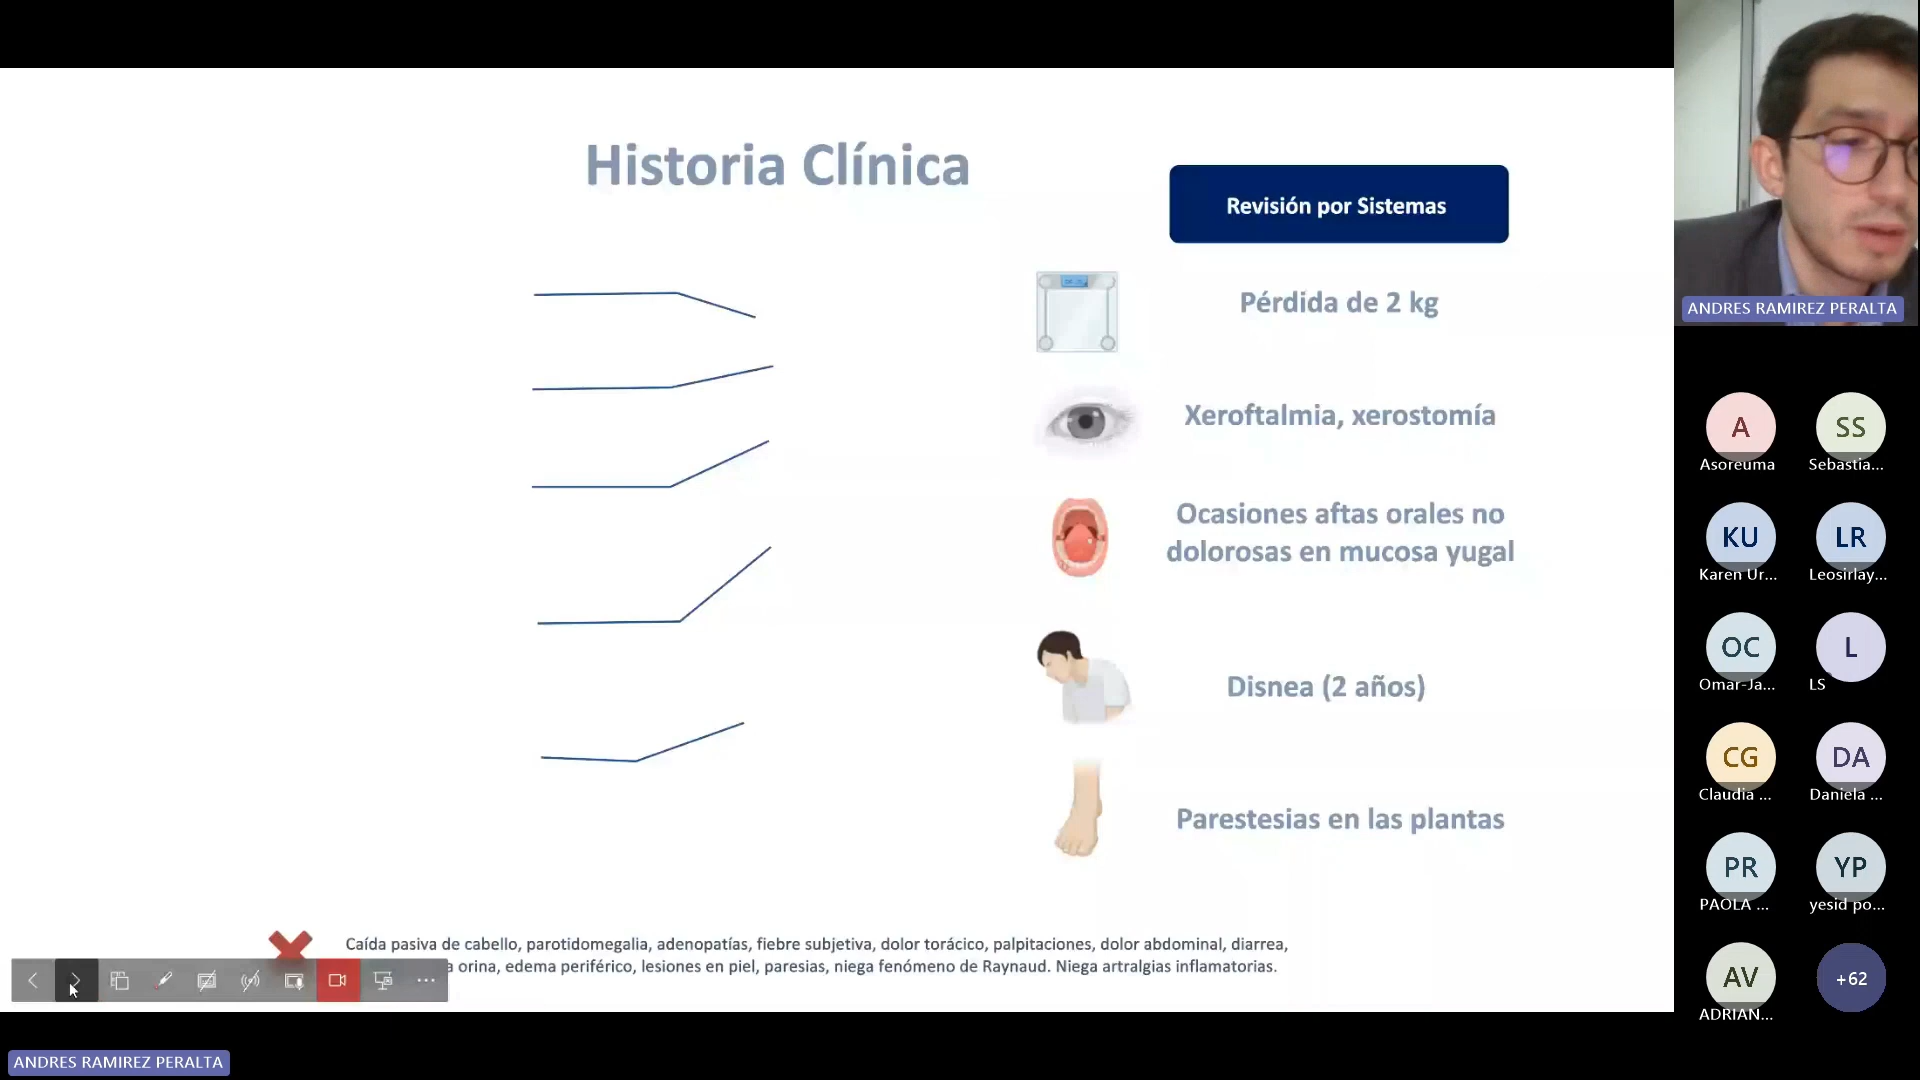 Historia Clínica
Revisión por Sistemas
Pérdida de 2 kg
Xeroftalmia, xerostomía
Ocasiones aftas orales no
dolorosas en mucosa yugal
Disnea (2 años)
Parestesias en las plantas
Caída pasiva de cabello, parotidomegalia, adenopatías, fiebre subjetiva, dolor torácico, palpitaciones, dolor abdominal, diarrea,
a orina, edema periférico, lesiones en piel, paresias, niega fenómeno de Raynaud. Niega artralgias inflamatorias.
ANDRES RAMIREZ PERALTA
ANDRES RAMIREZ PERALTA
A
Asoreuma
SS
Sebastia...
KU
Karen Ur...
LR
Leosirlay...
OC
Omar-Ja...
L
LS
CG
Claudia ...
DA
Daniela ...
PR
PAOLA ...
YP
yesid po...
AV
ADRIAN...
+62